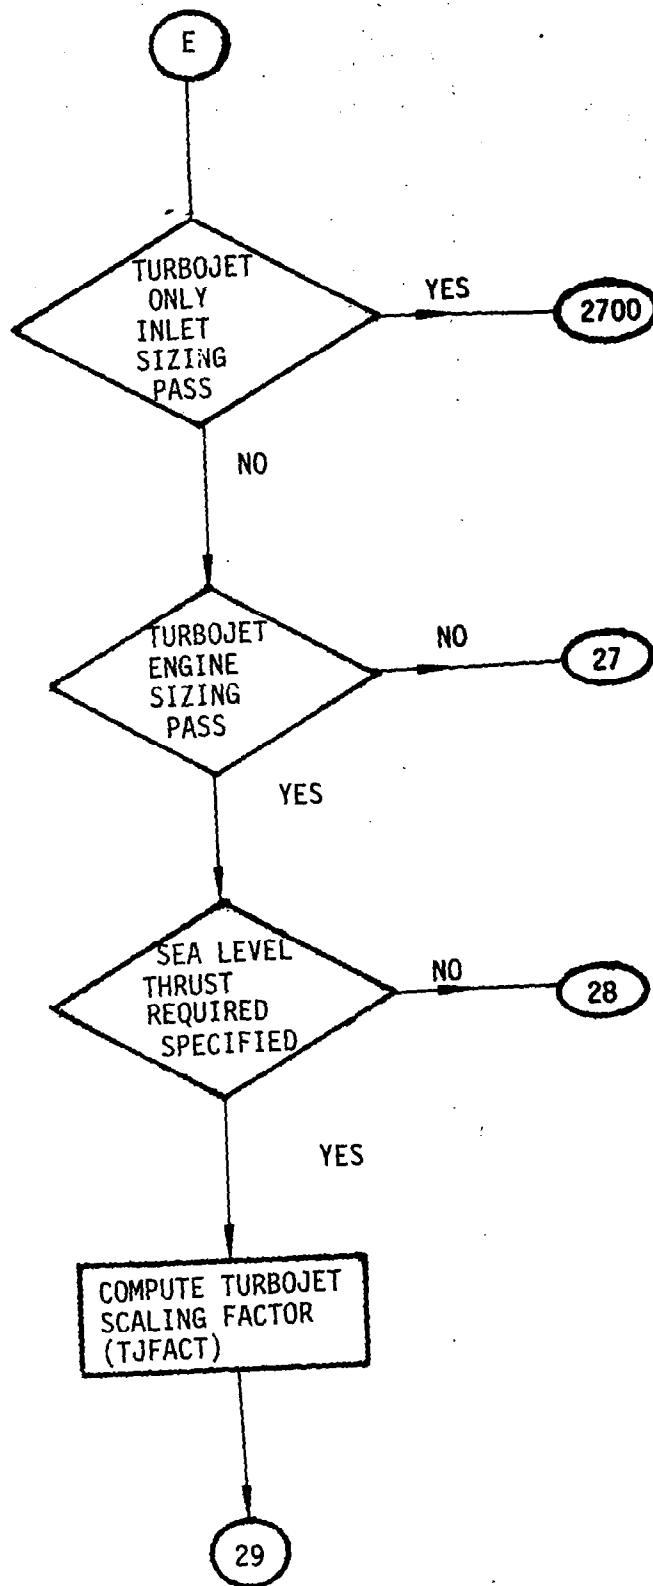 E
TURBOJET
ONLY
INLET
SIZING
PASS
YES
2700
NO
TURBOJET
ENGINE
SIZING
PASS
NO
27
YES
SEA LEVEL
THRUST
REQUIRED
SPECIFIED
NO
28
YES
COMPUTE TURBOJET
SCALING FACTOR
(TJFACT)
29